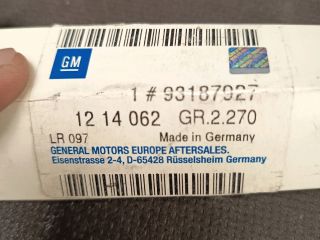 GM
1 # 93187927
12 14 062 GR.2.270
LR 097 Made in Germany
GENERAL MOTORS EUROPE AFTERSALES.
Eisenstrasse 2-4, D-65428 Rüsselsheim Germany